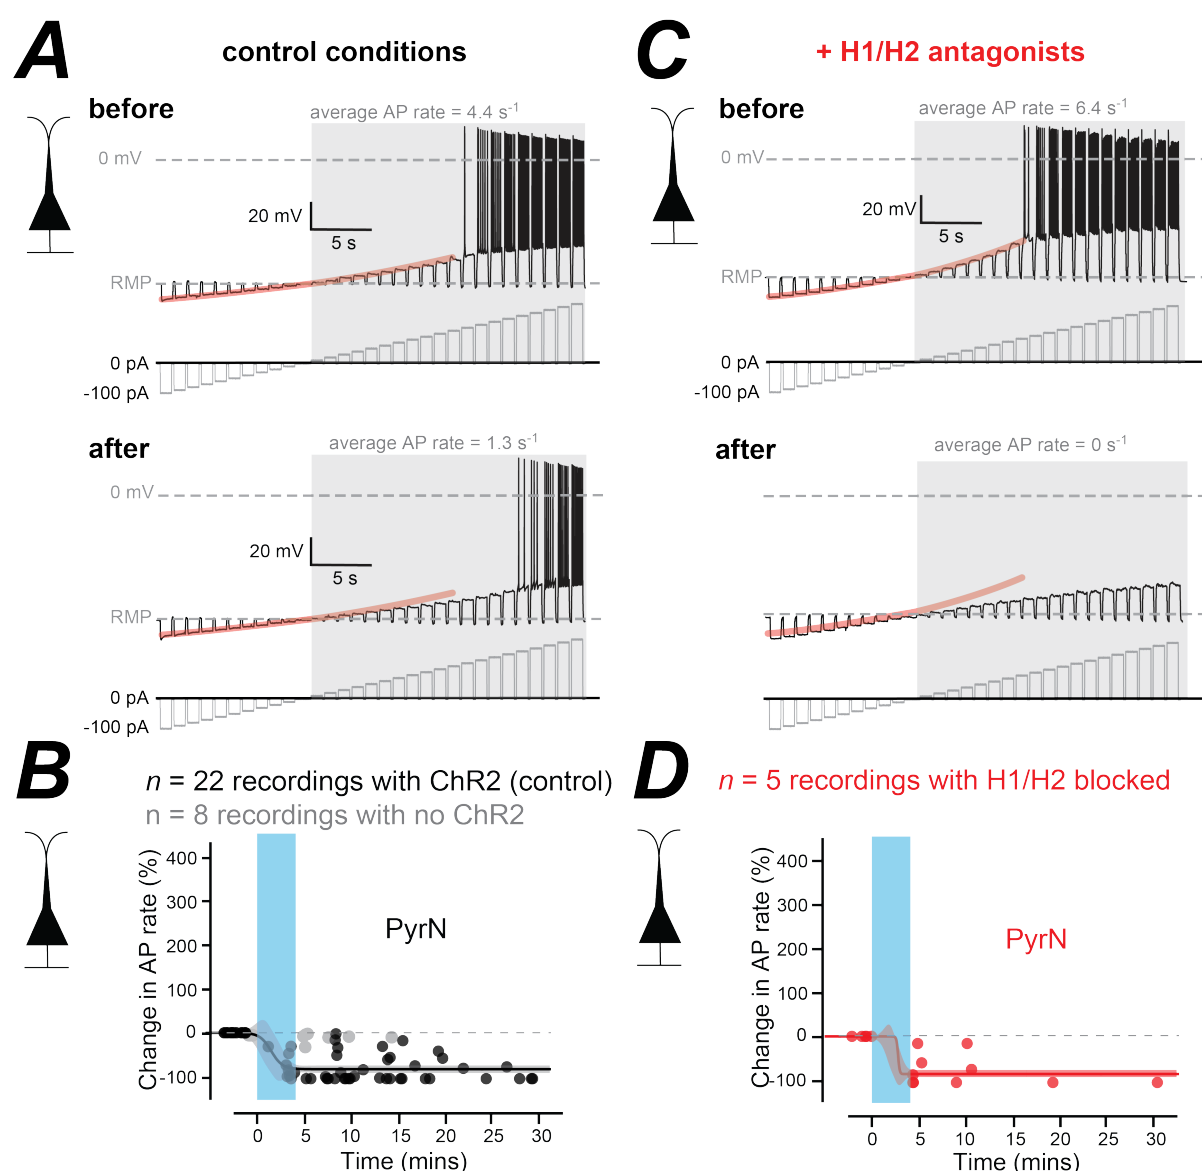 A
control conditions
before
average AP rate = 4.4 s-1
0 mV
20 mV
5 s
RMP
0 pA
-100 pA
after
average AP rate = 1.3 s-1
0 mV
20 mV
5 s
RMP
0 pA
-100 pA
C
+ H1/H2 antagonists
before
average AP rate = 6.4 s-1
0 mV
20 mV
5 s
RMP
0 pA
-100 pA
after
average AP rate = 0 s-1
B
n = 22 recordings with ChR2 (control)
n = 8 recordings with no ChR2
Change in AP rate (%)
400
300
200
100
0
-100
PyrN
0 5 10 15 20 25 30
Time (mins)
D
n = 5 recordings with H1/H2 blocked
Change in AP rate (%)
400
300
200
100
0
-100
PyrN
0 5 10 15 20 25 30
Time (mins)